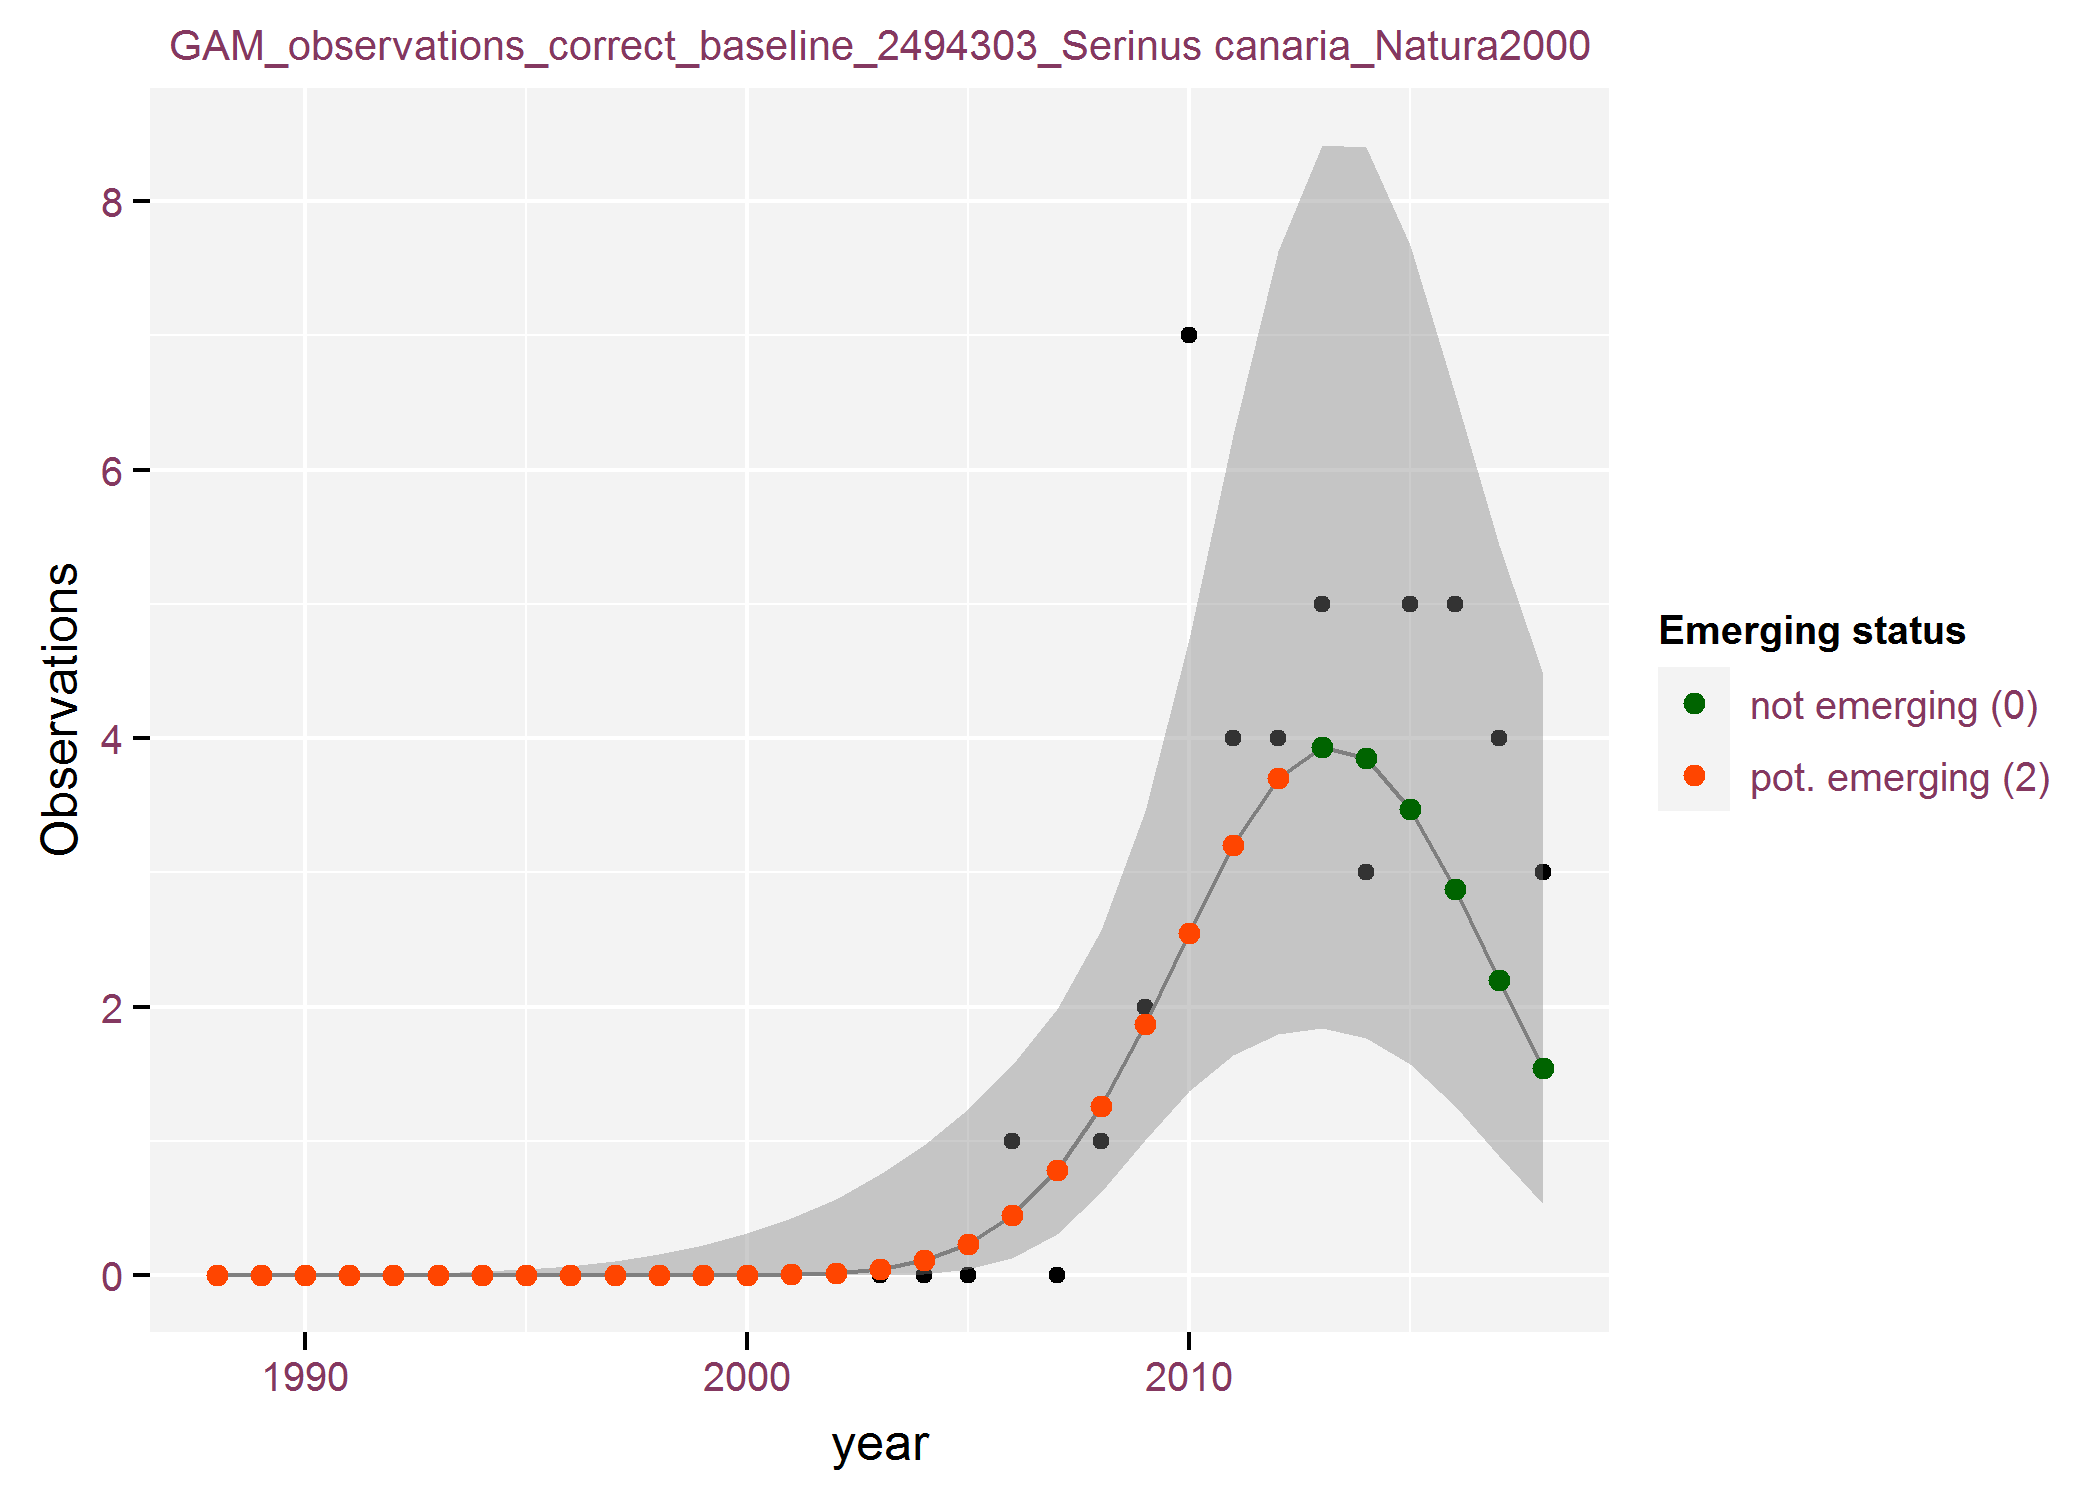 GAM_observations_correct_baseline_2494303_Serinus canaria_Natura2000
8
6
4
2
0
Observations
1990
2000
2010
year
Emerging status
not emerging (0)
pot. emerging (2)